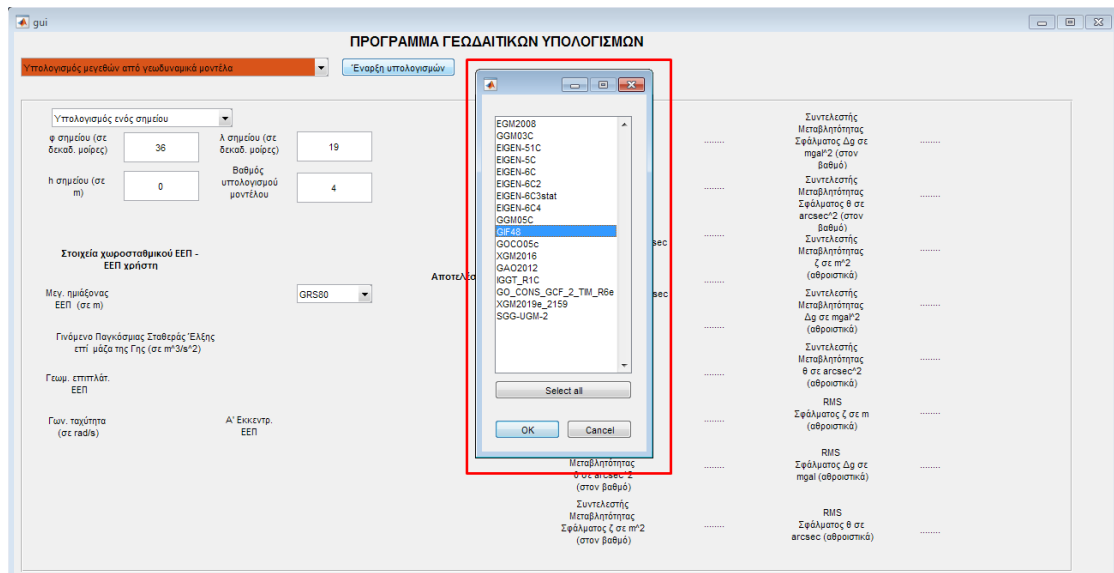 gui
ΠΡΟΓΡΑΜΜΑ ΓΕΩΔΑΙΤΙΚΩΝ ΥΠΟΛΟΓΙΣΜΩΝ
Υπολογισμός μεγεθών από γεωδυναμικά μοντέλα
Έναρξη υπολογισμών
Υπολογισμός ενός σημείου
φ σημείου (σε
δεκαδ. μοίρες)
36
λ σημείου (σε
δεκαδ. μοίρες)
19
h σημείου (σε
m)
0
Βαθμός
υπολογισμού
μοντέλου
4
Στοιχεία χωροσταθμικού ΕΕΠ -
ΕΕΠ χρήστη
Μεγ. ημιάξονας
ΕΕΠ (σε m)
GRS80
Γινόμενο Παγκόσμιας Σταθεράς Έλξης
επί μάζα της Γης (σε m^3/s^2)
Γεωμ. επιπλάτ.
ΕΕΠ
Γων. ταχύτητα
(σε rad/s)
Α' Εκκεντρ.
ΕΕΠ
EGM2008
GGM03C
EIGEN-51C
EIGEN-5C
EIGEN-6C
EIGEN-6C2
EIGEN-6C3stat
EIGEN-6C4
GGM05C
GIF48
GOCO05c
XGM2016
GAO2012
IGGT_R1C
GO_CONS_GCF_2_TIM_R6e
XGM2019e_2159
SGG-UGM-2
Select all
OK
Cancel
Μεταβλητότητας
θ σε arcsec^2
(στον βαθμό)
........
Συντελεστής
Μεταβλητότητας
Σφάλματος ζ σε m^2
(στον βαθμό)
........
........
........
........
........
........
........
........
Συντελεστής
Μεταβλητότητας
Σφάλματος Δg σε
mgal^2 (στον
βαθμό)
........
Συντελεστής
Μεταβλητότητας
Σφάλματος θ σε
arcsec^2 (στον
βαθμό)
........
Συντελεστής
Μεταβλητότητας
ζ σε m^2
(αθροιστικά)
........
Συντελεστής
Μεταβλητότητας
Δg σε mgal^2
(αθροιστικά)
........
Συντελεστής
Μεταβλητότητας
θ σε arcsec^2
(αθροιστικά)
........
RMS
Σφάλματος ζ σε m
(αθροιστικά)
........
RMS
Σφάλματος Δg σε
mgal (αθροιστικά)
........
RMS
Σφάλματος θ σε
arcsec (αθροιστικά)
........